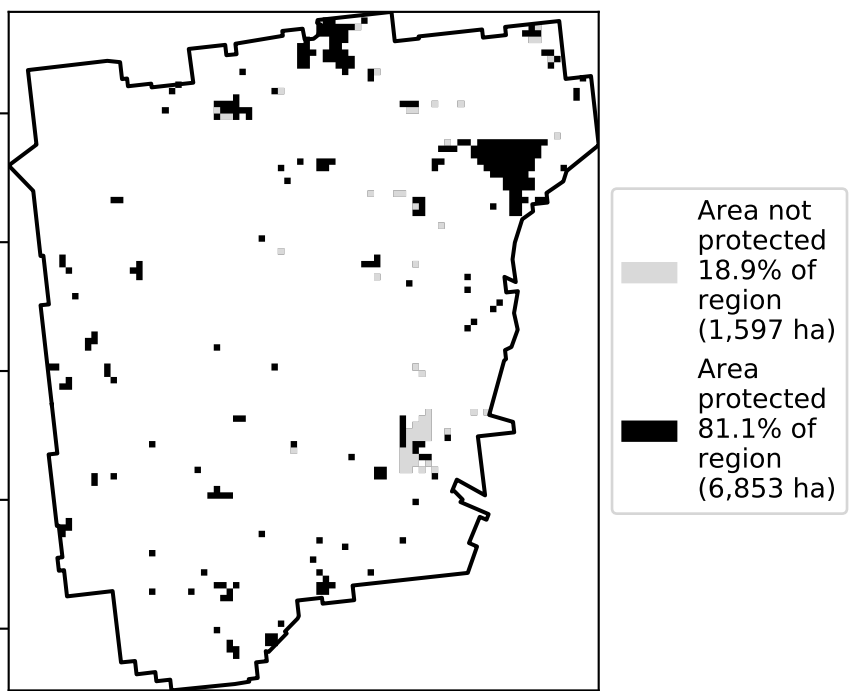 Area not
protected
18.9% of
region
(1,597 ha)
Area
protected
81.1% of
region
(6,853 ha)